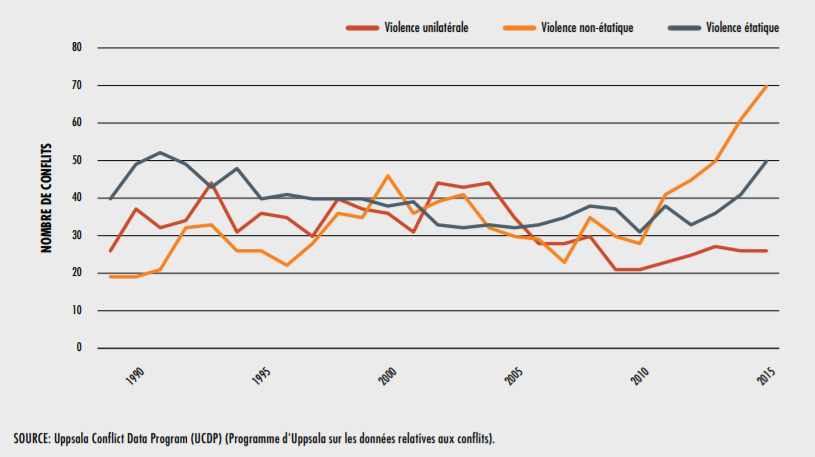 Violence unilatérale Violence non-étatique Violence étatique
80
70
60
50
40
30
20
10
0
NOMBRE DE CONFLITS
1990 1995 2000 2005 2010 2015
SOURCE: Uppsala Conflict Data Program (UCDP) (Programme d'Uppsala sur les données relatives aux conflits).